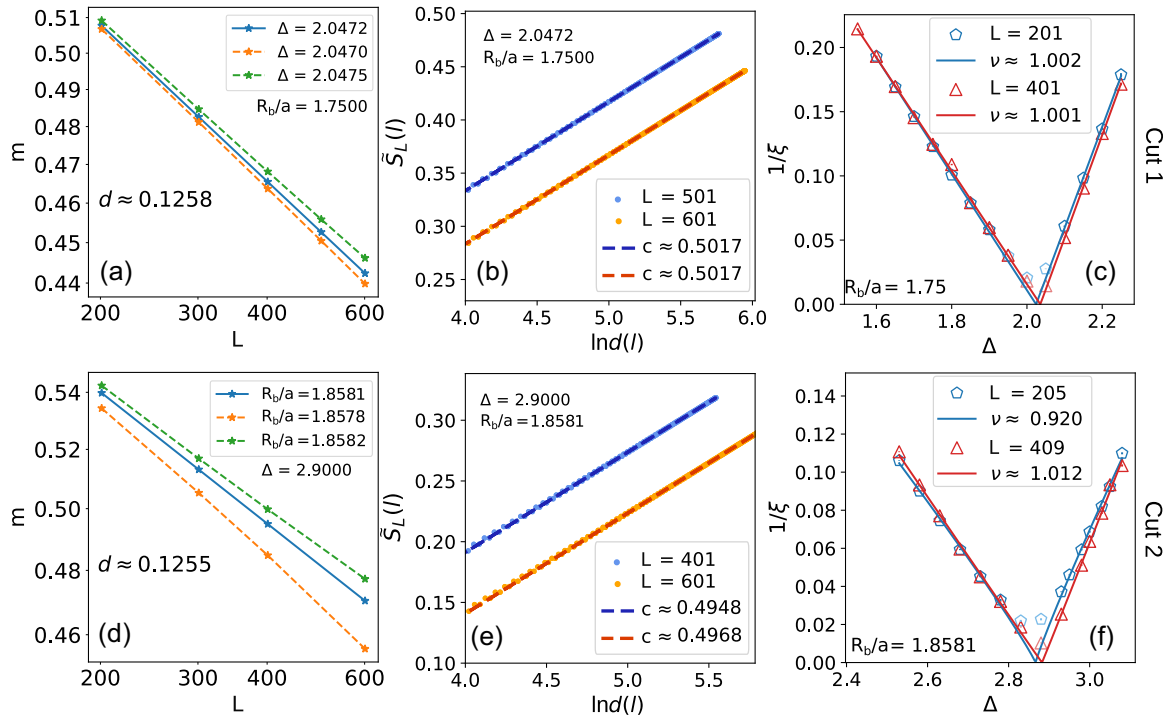 0.51
0.50
0.49
0.48
0.47
0.46
0.45
0.44
m
Δ = 2.0472
Δ = 2.0470
Δ = 2.0475
R_b/a = 1.7500
d ≈ 0.1258
(a)
200
300
400
600
L
0.50
0.45
0.40
0.35
0.30
0.25
S̃_L(l)
Δ = 2.0472
R_b/a = 1.7500
L = 501
L = 601
c ≈ 0.5017
c ≈ 0.5017
(b)
4.0
4.5
5.0
5.5
6.0
lnd(l)
0.20
0.15
0.10
0.05
0.00
1/ξ
L = 201
ν ≈ 1.002
L = 401
ν ≈ 1.001
(c)
R_b/a = 1.75
1.6
1.8
2.0
2.2
Δ
Cut 1
0.54
0.52
0.50
0.48
0.46
m
R_b/a = 1.8581
R_b/a = 1.8578
R_b/a = 1.8582
Δ = 2.9000
d ≈ 0.1255
(d)
200
300
400
600
L
0.30
0.25
0.20
0.15
0.10
S̃_L(l)
Δ = 2.9000
R_b/a = 1.8581
L = 401
L = 601
c ≈ 0.4948
c ≈ 0.4968
(e)
4.0
4.5
5.0
5.5
lnd(l)
0.14
0.12
0.10
0.08
0.06
0.04
0.02
0.00
1/ξ
L = 205
ν ≈ 0.920
L = 409
ν ≈ 1.012
(f)
R_b/a = 1.8581
2.4
2.6
2.8
3.0
Δ
Cut 2